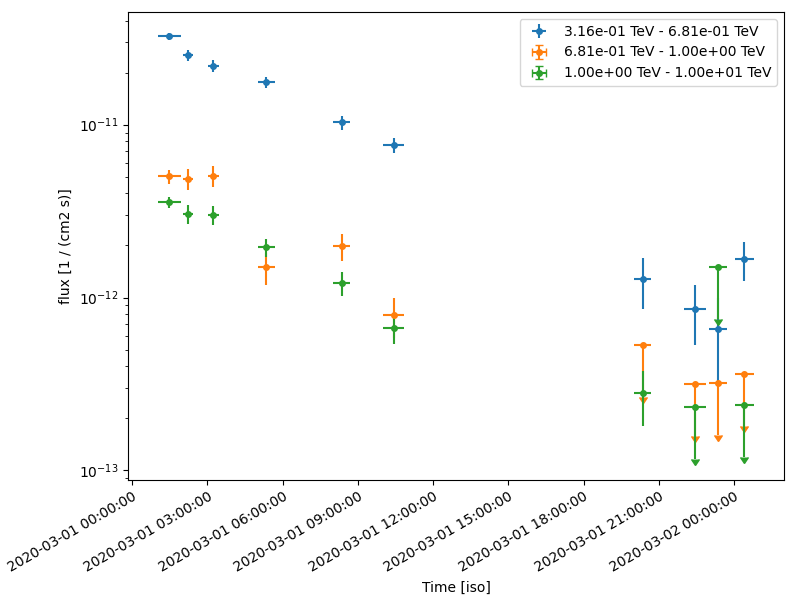 3.16e-01 TeV - 6.81e-01 TeV
6.81e-01 TeV - 1.00e+00 TeV
1.00e+00 TeV - 1.00e+01 TeV
flux [1 / (cm2 s)]
10⁻¹¹
10⁻¹²
10⁻¹³
2020-03-01 00:00:00
2020-03-01 03:00:00
2020-03-01 06:00:00
2020-03-01 09:00:00
2020-03-01 12:00:00
2020-03-01 15:00:00
2020-03-01 18:00:00
2020-03-01 21:00:00
2020-03-02 00:00:00
Time [iso]